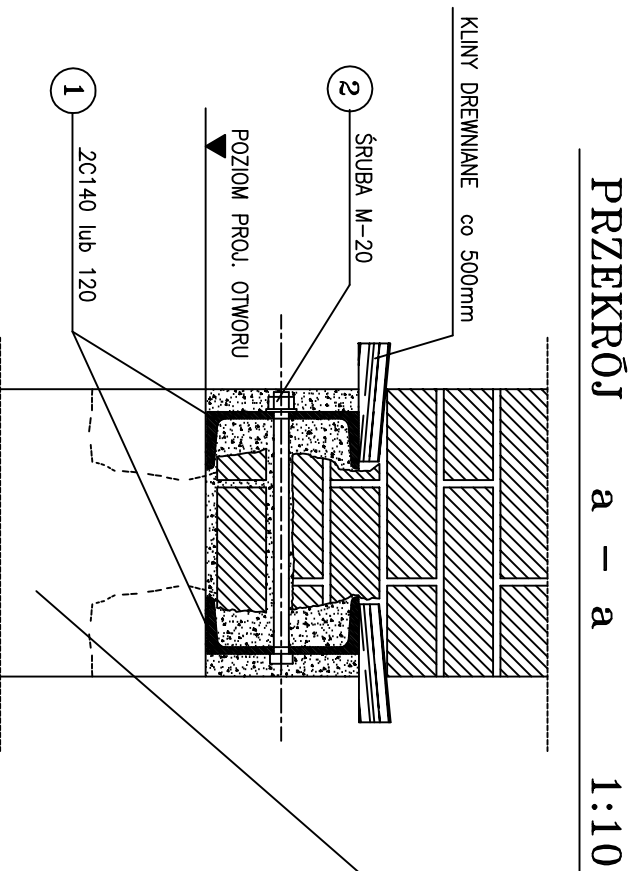 PRZEKRÓJ a - a 1:10
KLINY DREWNIANE co 500mm
2
ŚRUBA M-20
POZIOM PROJ. OTWORU
1
2C140 lub 120